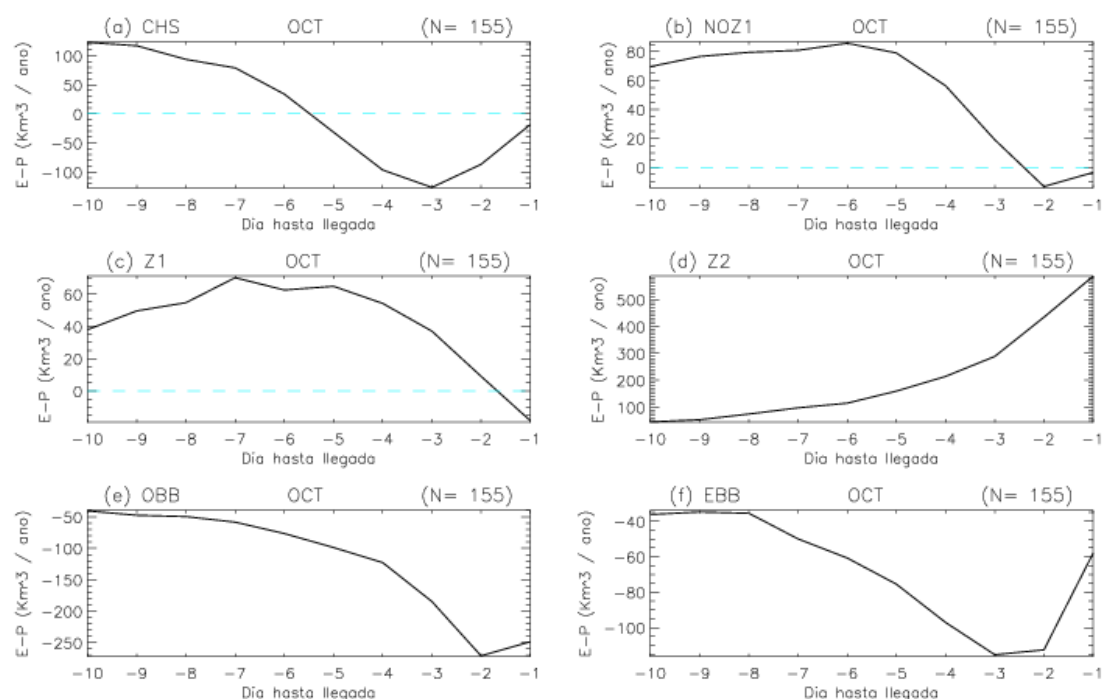 (a) CHS OCT (N= 155)
E-P (Km^3 / ano)
100
50
0
-50
-100
-10 -9 -8 -7 -6 -5 -4 -3 -2 -1
Dia hasta llegada
(b) NOZ1 OCT (N= 155)
E-P (Km^3 / ano)
80
60
40
20
0
-10 -9 -8 -7 -6 -5 -4 -3 -2 -1
Dia hasta llegada
(c) Z1 OCT (N= 155)
E-P (Km^3 / ano)
60
40
20
0
-10 -9 -8 -7 -6 -5 -4 -3 -2 -1
Dia hasta llegada
(d) Z2 OCT (N= 155)
E-P (Km^3 / ano)
500
400
300
200
100
-10 -9 -8 -7 -6 -5 -4 -3 -2 -1
Dia hasta llegada
(e) OBB OCT (N= 155)
E-P (Km^3 / ano)
-50
-100
-150
-200
-250
-10 -9 -8 -7 -6 -5 -4 -3 -2 -1
Dia hasta llegada
(f) EBB OCT (N= 155)
E-P (Km^3 / ano)
-40
-60
-80
-100
-10 -9 -8 -7 -6 -5 -4 -3 -2 -1
Dia hasta llegada